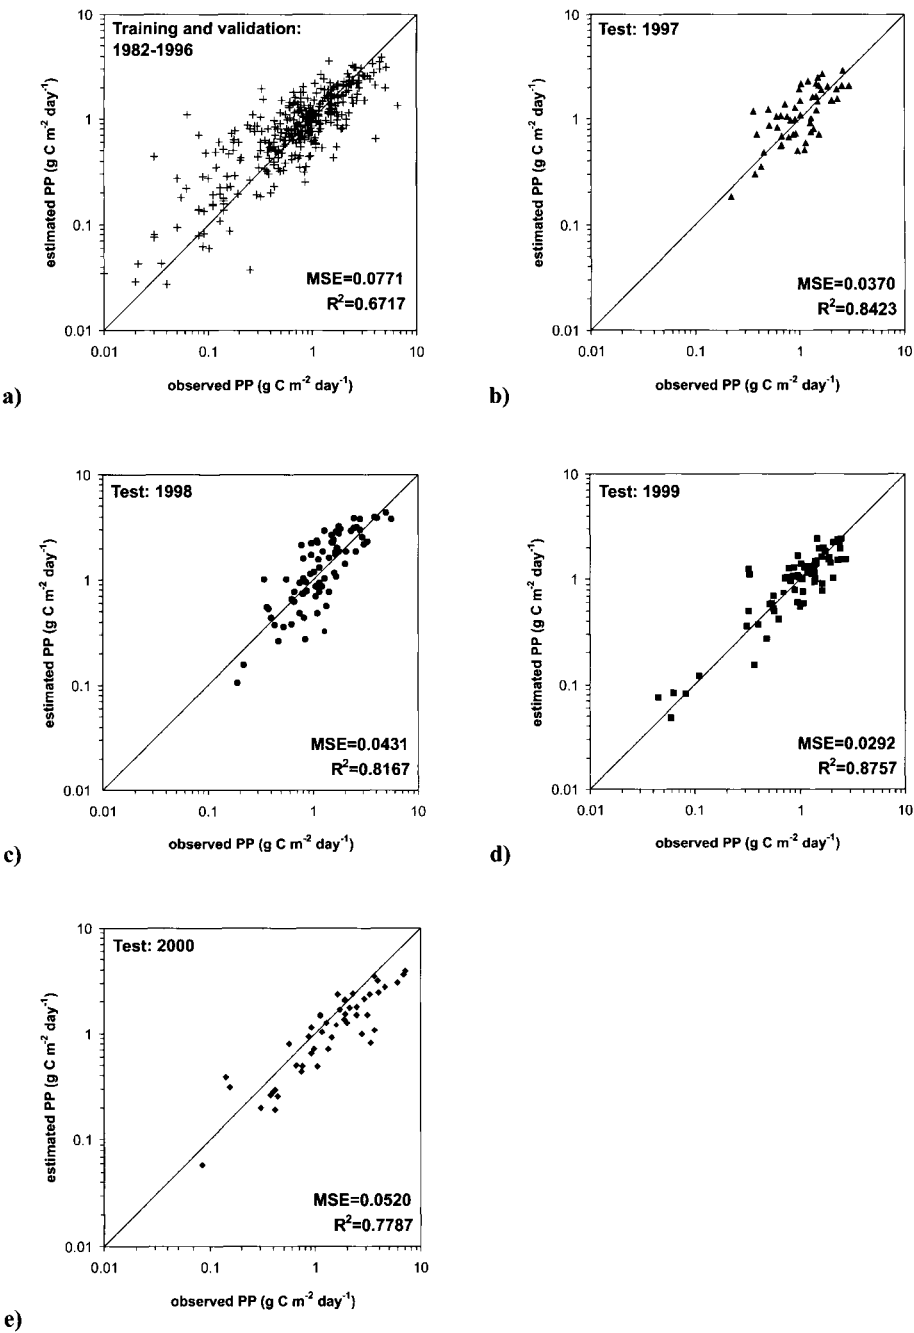 Training and validation:
1982-1996
10
1
0.1
0.01
estimated PP (g C m⁻² day⁻¹)
MSE=0.0771
R²=0.6717
0.01 0.1 1 10
observed PP (g C m⁻² day⁻¹)
a)
Test: 1997
10
1
0.1
0.01
estimated PP (g C m⁻² day⁻¹)
MSE=0.0370
R²=0.8423
0.01 0.1 1 10
observed PP (g C m⁻² day⁻¹)
b)
Test: 1998
10
1
0.1
0.01
estimated PP (g C m⁻² day⁻¹)
MSE=0.0431
R²=0.8167
0.01 0.1 1 10
observed PP (g C m⁻² day⁻¹)
c)
Test: 1999
10
1
0.1
0.01
estimated PP (g C m⁻² day⁻¹)
MSE=0.0292
R²=0.8757
0.01 0.1 1 10
observed PP (g C m⁻² day⁻¹)
d)
Test: 2000
10
1
0.1
0.01
estimated PP (g C m⁻² day⁻¹)
MSE=0.0520
R²=0.7787
0.01 0.1 1 10
observed PP (g C m⁻² day⁻¹)
e)